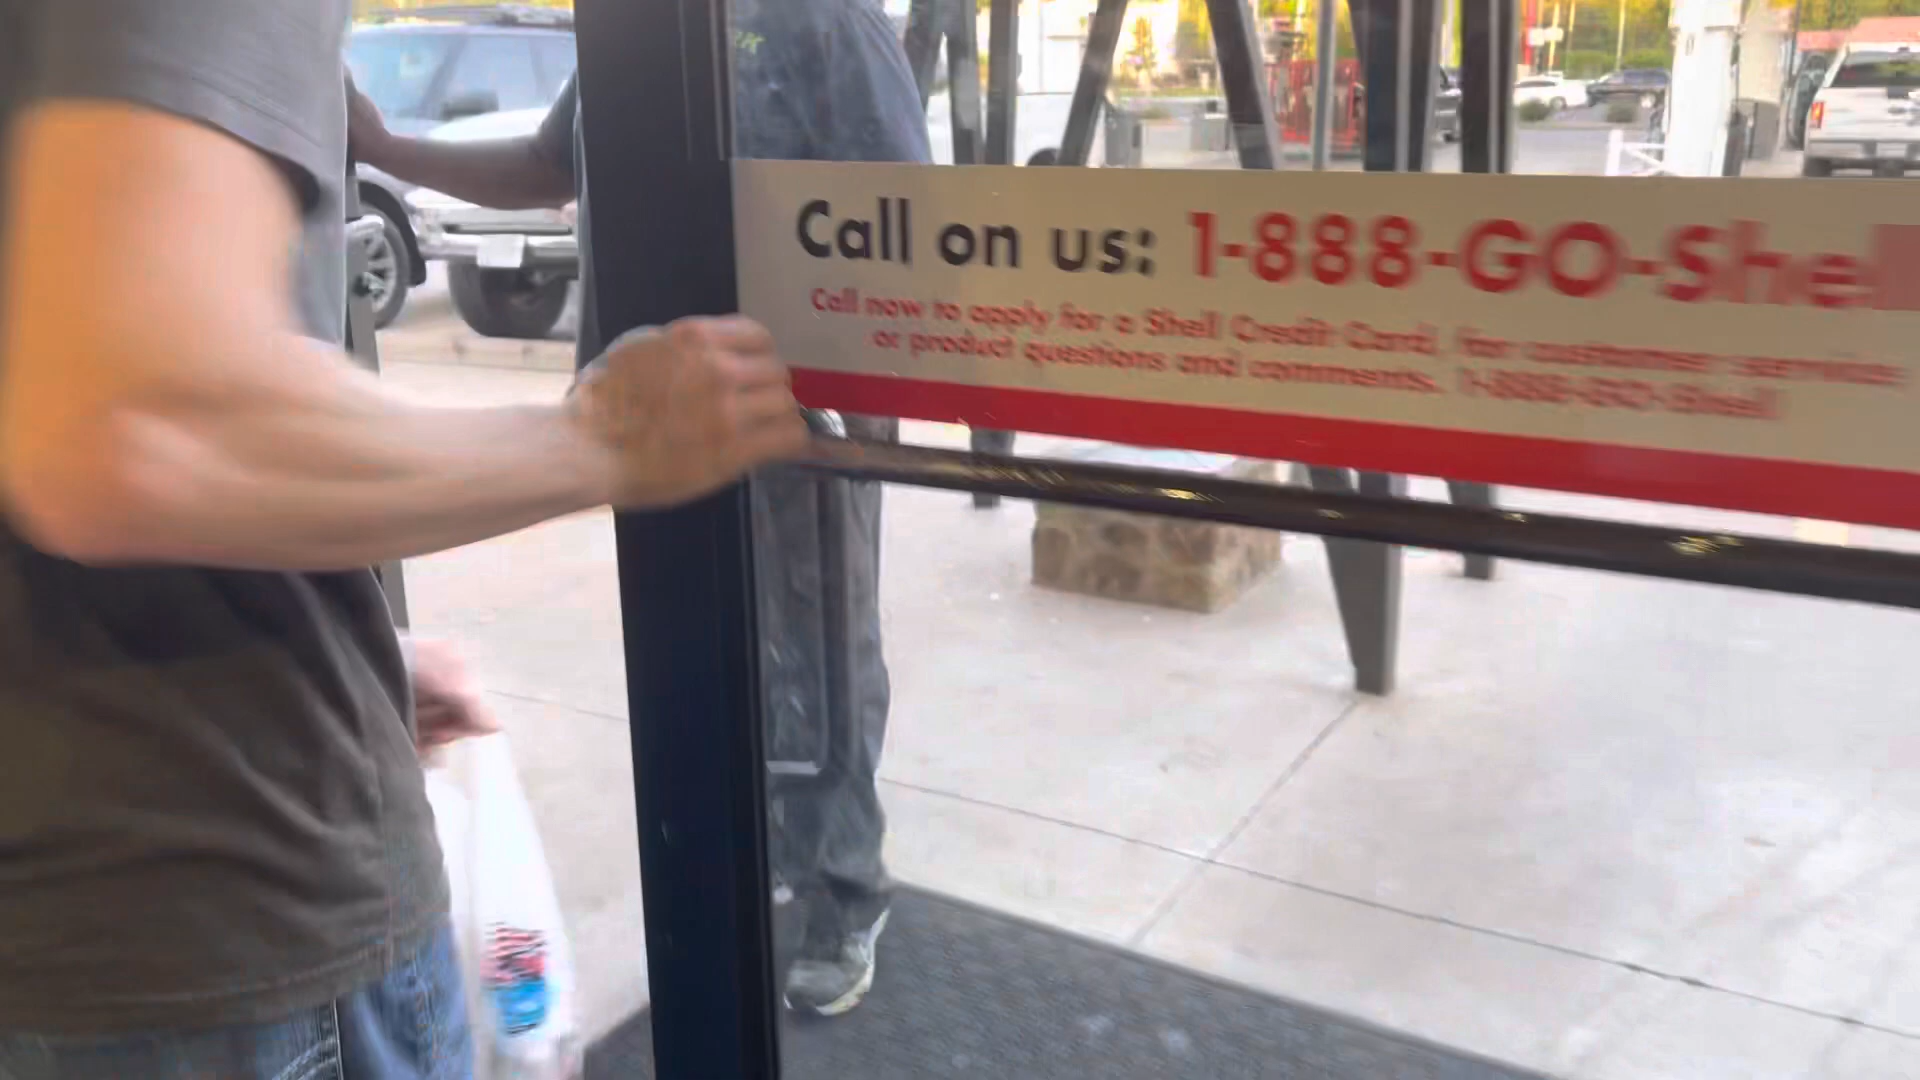 Call on us: 1-888-GO-Shell
Call now to apply for a Shell Credit Card, for customer service
or product questions and comments. 1-888-GO-Shell